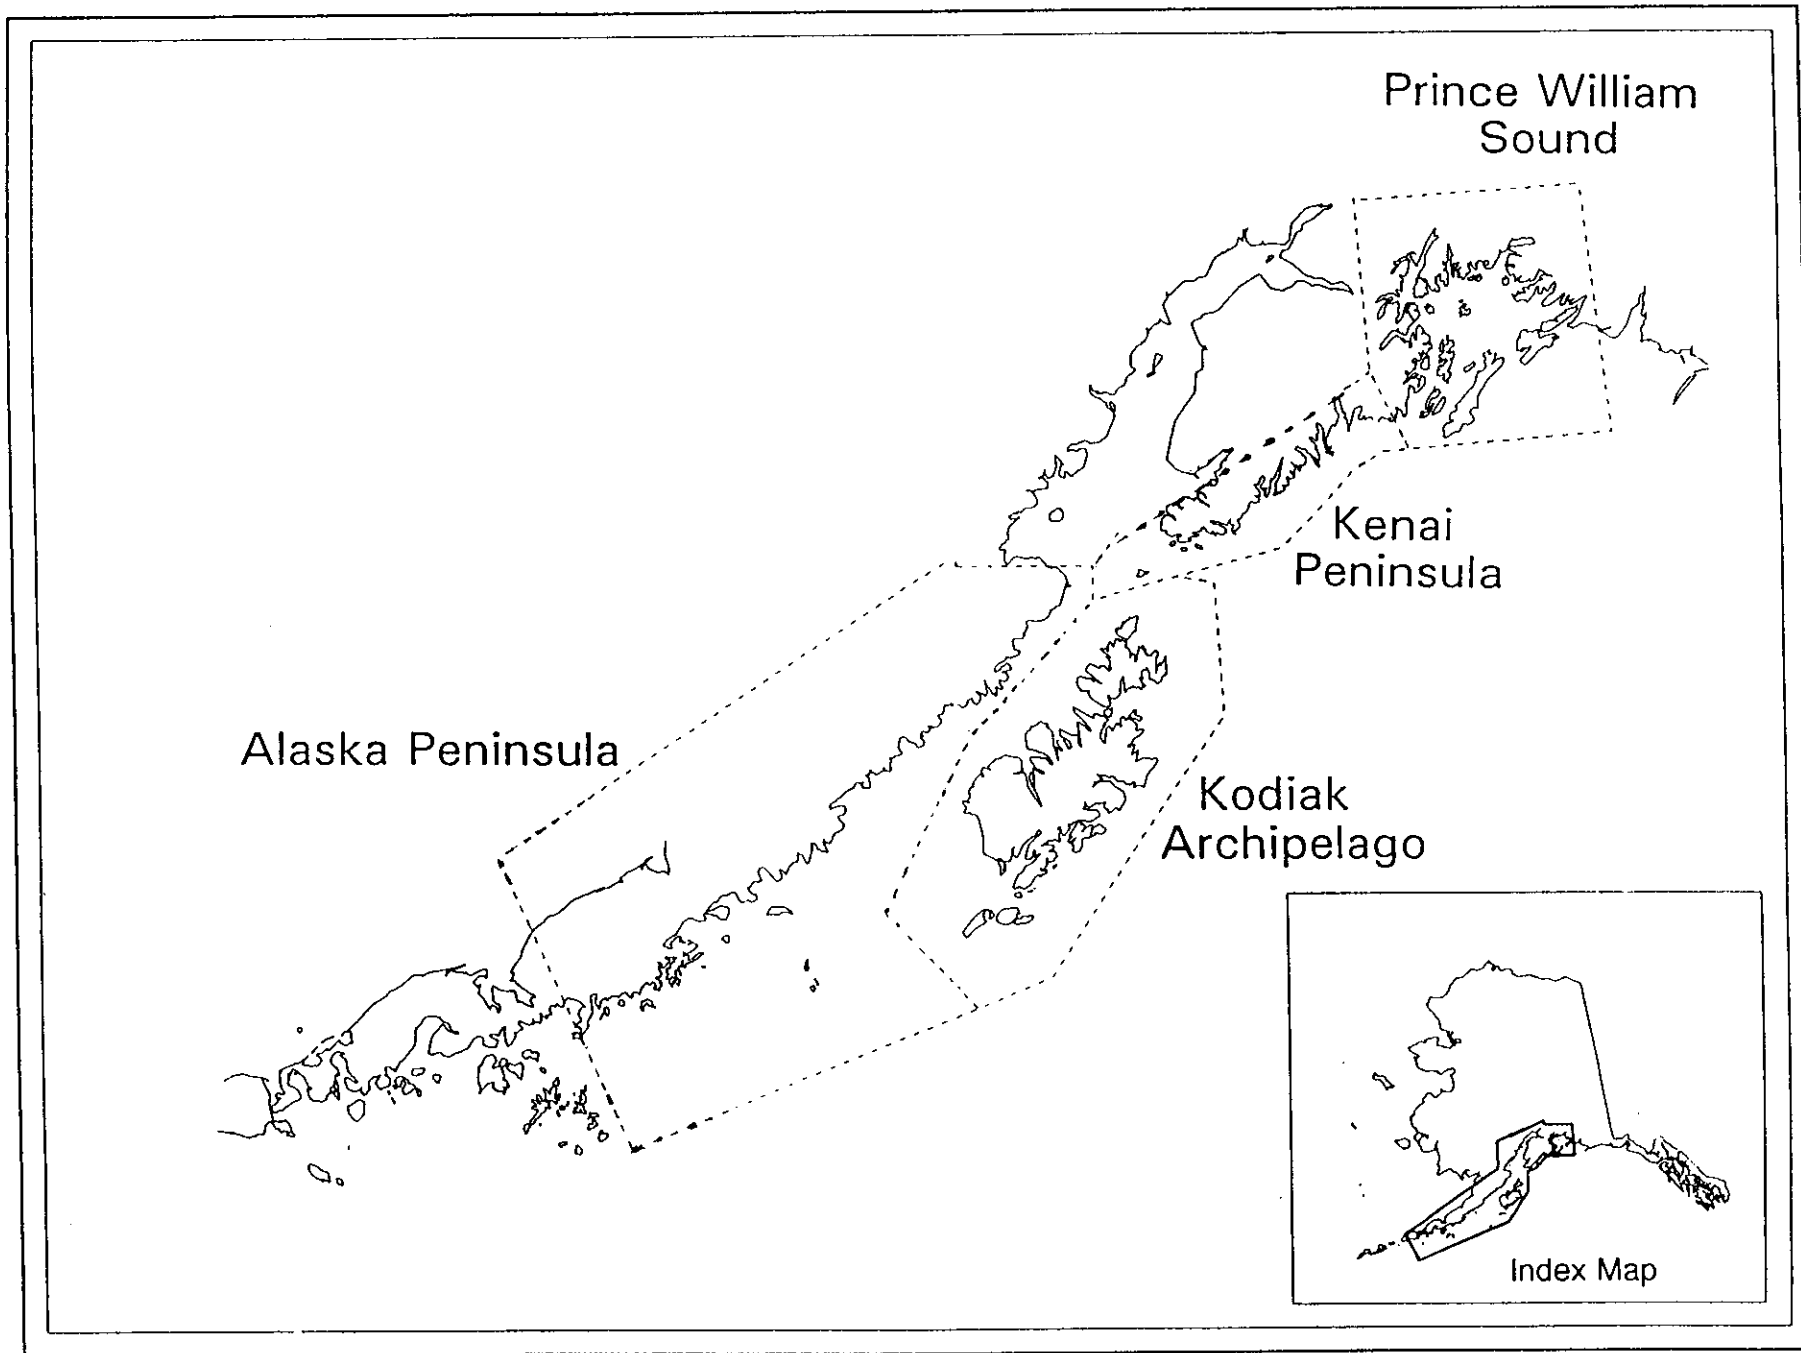 Prince William
Sound
Kenai
Peninsula
Alaska Peninsula
Kodiak
Archipelago
Index Map